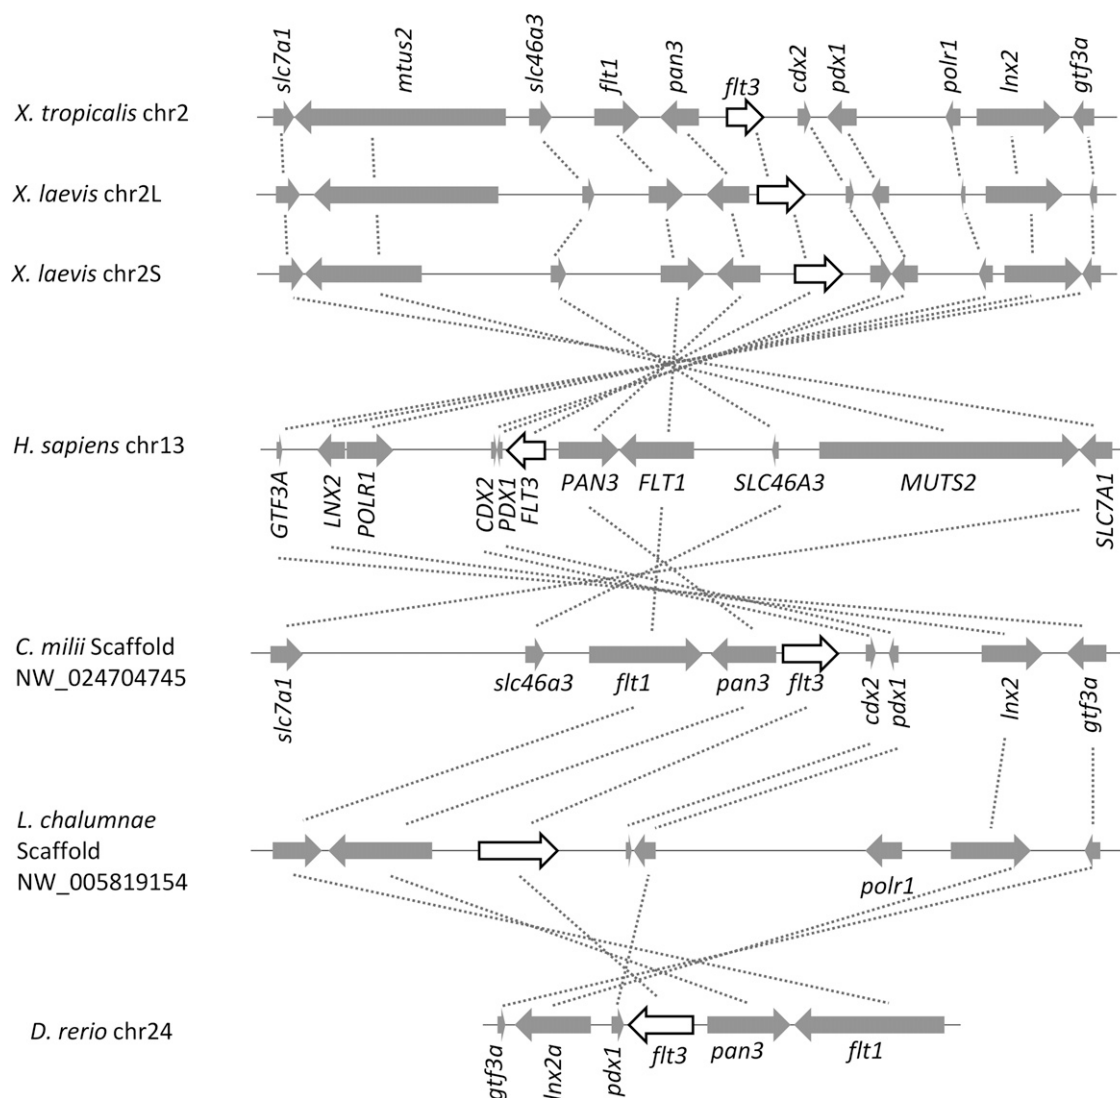 slc7a1 mtus2 slc46a3 flt1 pan3 flt3 cdx2 pdx1 polr1 lnx2 gtf3a
X. tropicalis chr2
X. laevis chr2L
X. laevis chr2S
H. sapiens chr13
GTF3A LNX2 POLR1 CDX2 PDX1 FLT3 PAN3 FLT1 SLC46A3 MUTS2 SLC7A1
C. milii Scaffold
NW_024704745
slc7a1 slc46a3 flt1 pan3 flt3 cdx2 pdx1 lnx2 gtf3a
L. chalumnae
Scaffold
NW_005819154
polr1
D. rerio chr24
gtf3a lnx2a pdx1 flt3 pan3 flt1